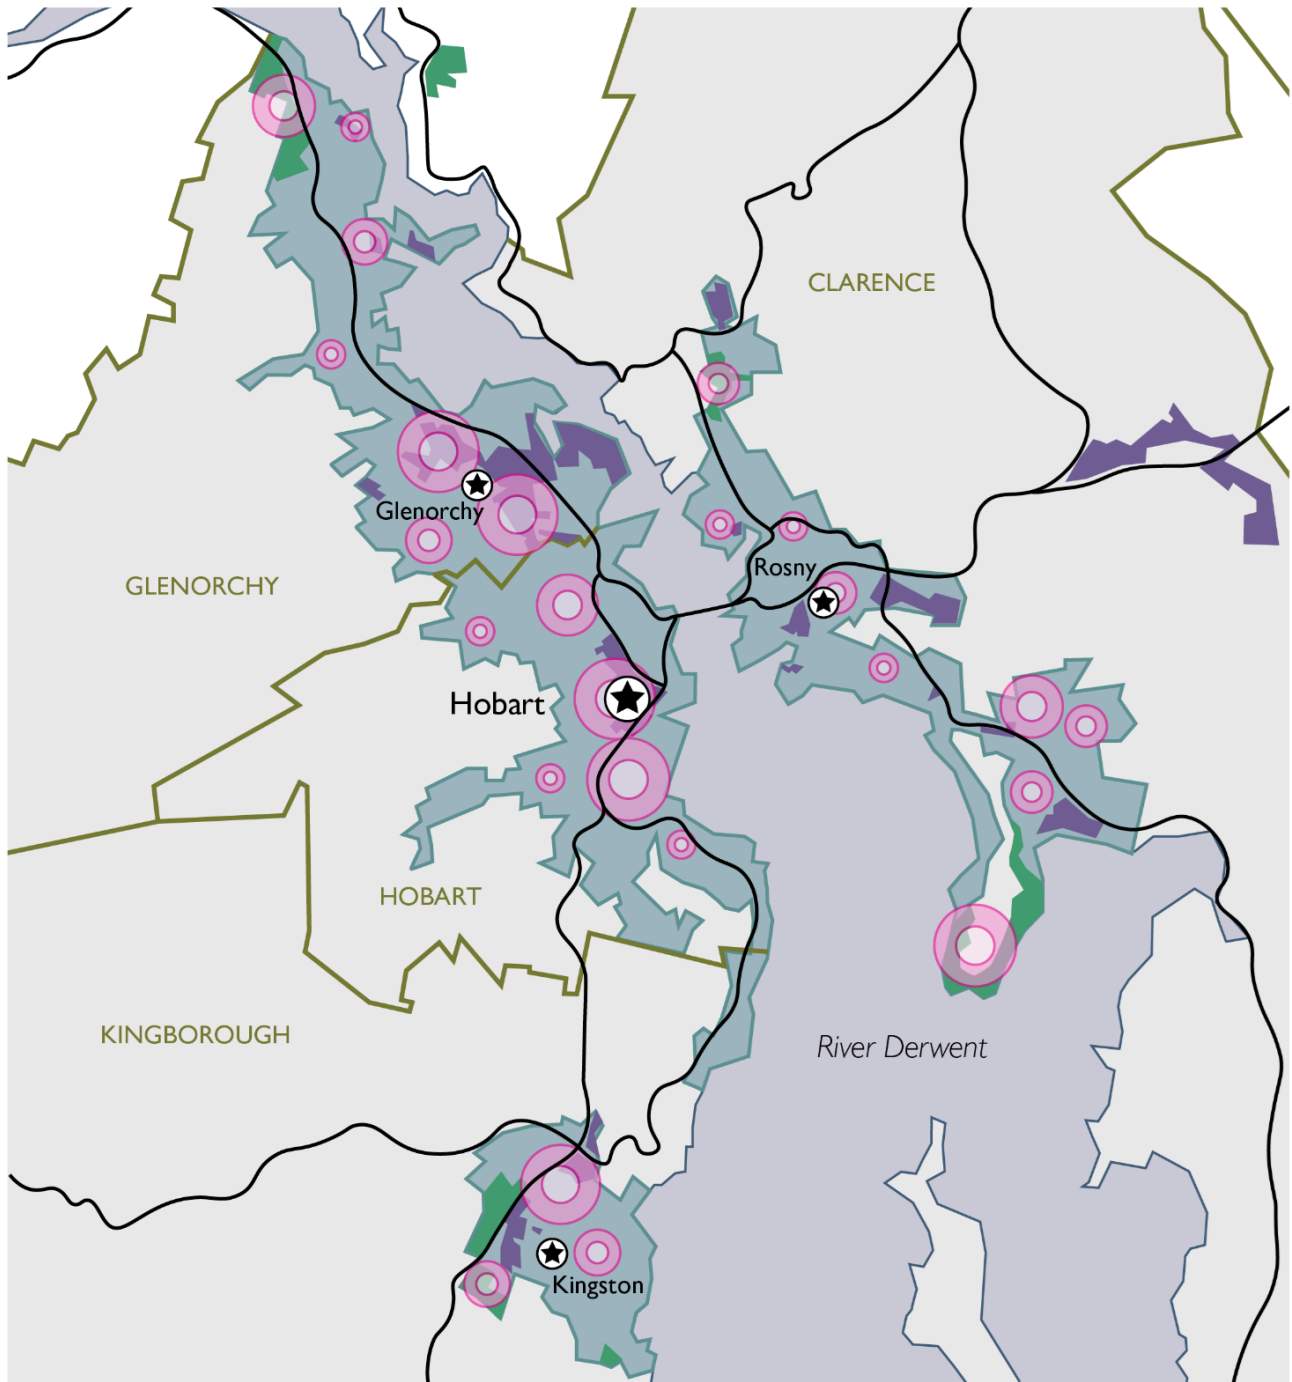 CLARENCE
Glenorchy
Rosny
GLENORCHY
Hobart
HOBART
KINGBOROUGH
River Derwent
Kingston